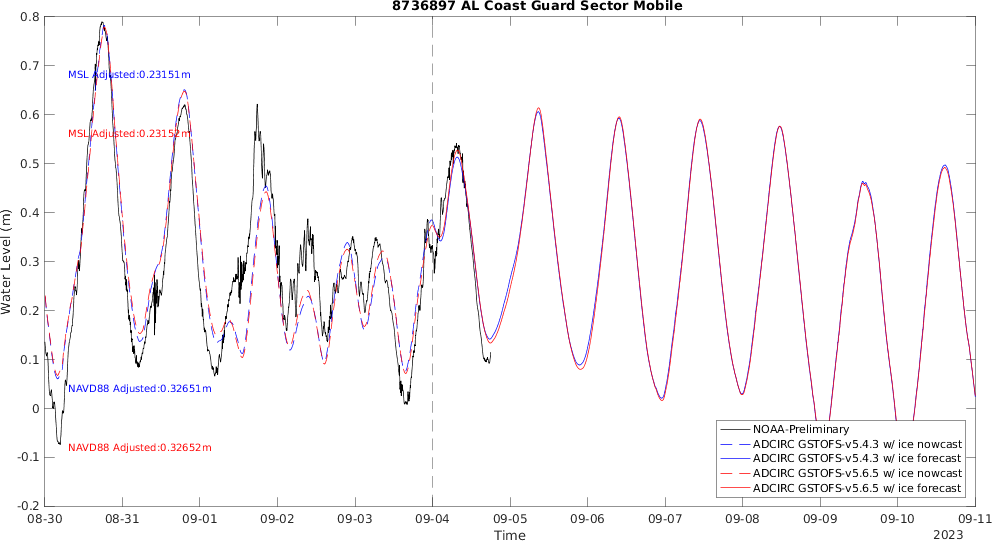 8736897 AL Coast Guard Sector Mobile
Water Level (m)
0.8
0.7
0.6
0.5
0.4
0.3
0.2
0.1
0
-0.1
-0.2
MSL Adjusted:0.23151m
MSL Adjusted:0.23152m
NAVD88 Adjusted:0.32651m
NAVD88 Adjusted:0.32652m
NOAA-Preliminary
ADCIRC GSTOFS-v5.4.3 w/ ice nowcast
ADCIRC GSTOFS-v5.4.3 w/ ice forecast
ADCIRC GSTOFS-v5.6.5 w/ ice nowcast
ADCIRC GSTOFS-v5.6.5 w/ ice forecast
08-30 08-31 09-01 09-02 09-03 09-04 09-05 09-06 09-07 09-08 09-09 09-10 09-11
Time
2023